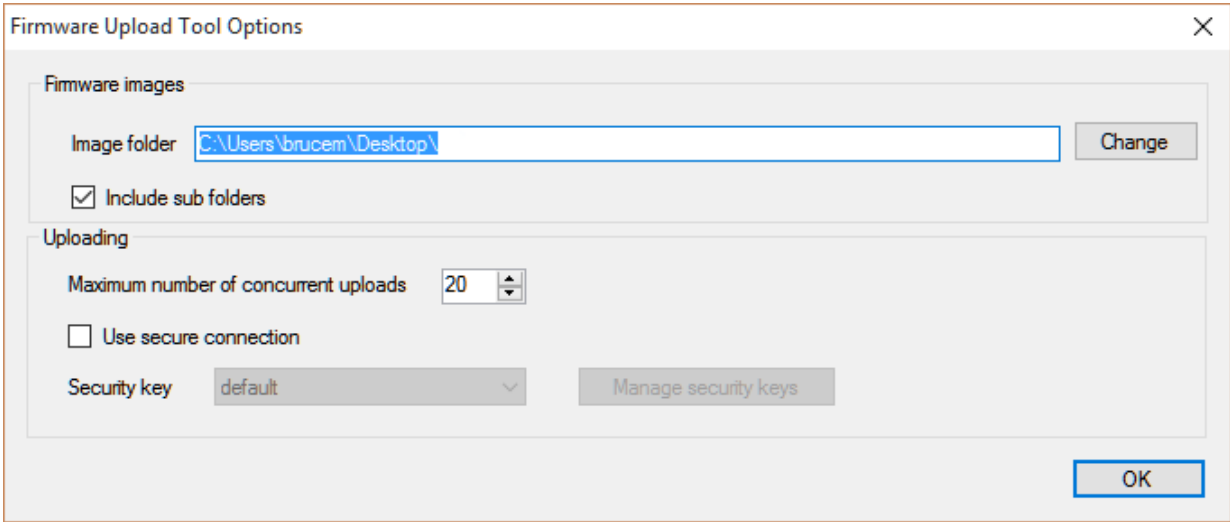 Firmware Upload Tool Options
Firmware images
Image folder C:\Users\brucem\Desktop\ Change
Include sub folders
Uploading
Maximum number of concurrent uploads 20
Use secure connection
Security key default Manage security keys
OK